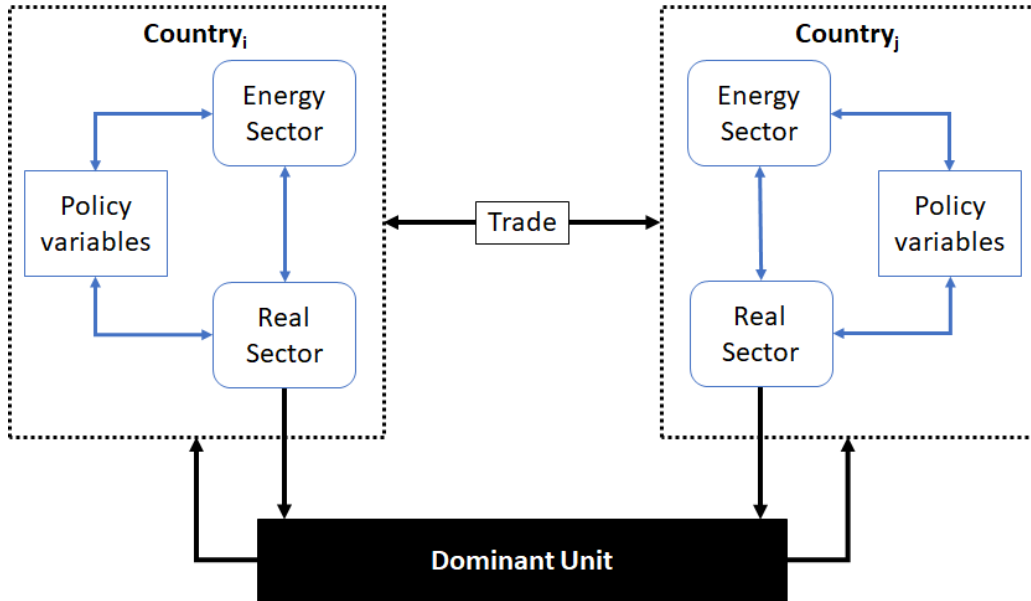 Country_i
Energy
Sector
Policy
variables
Real
Sector
Trade
Country_j
Energy
Sector
Policy
variables
Real
Sector
Dominant Unit